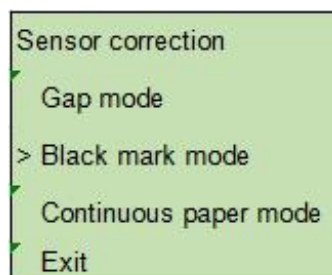 Sensor correction
Gap mode
> Black mark mode
Continuous paper mode
Exit